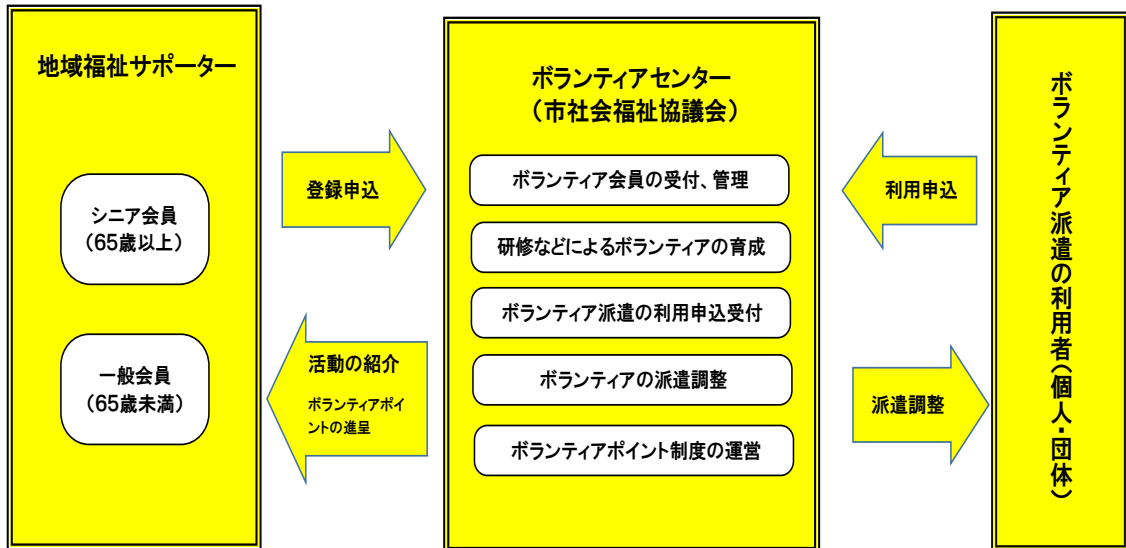 地域福祉サポーター
シニア会員
（65歳以上）
一般会員
（65歳未満）
登録申込
活動の紹介
ボランティアポイ
ントの進呈
ボランティアセンター
（市社会福祉協議会）
ボランティア会員の受付、管理
研修などによるボランティアの育成
ボランティア派遣の利用申込受付
ボランティアの派遣調整
ボランティアポイント制度の運営
利用申込
派遣調整
ボランティア派遣の利用者（個人・団体）